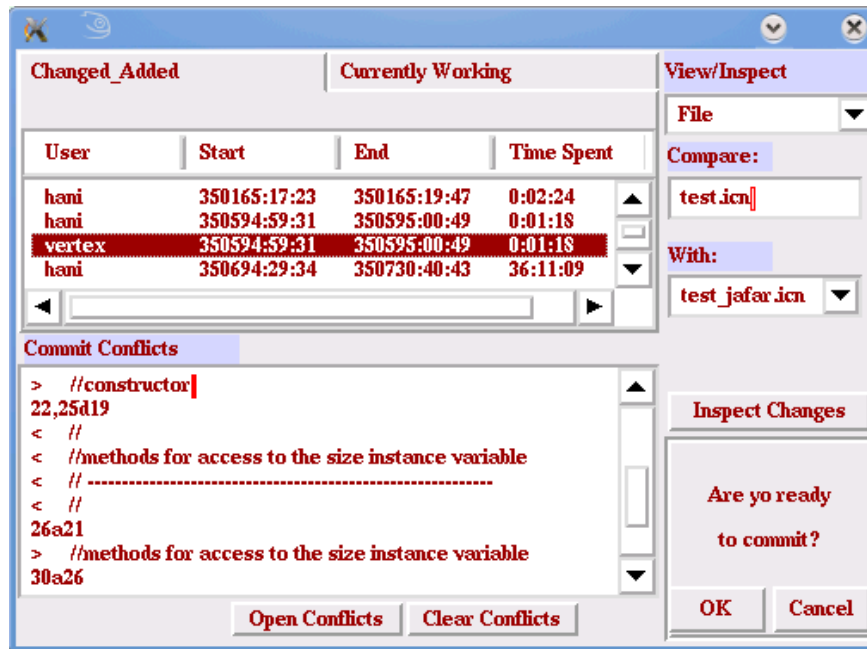 Changed_Added
Currently Working
User Start End Time Spent
hani 350165:17:23 350165:19:47 0:02:24
hani 350594:59:31 350595:00:49 0:01:18
vertex 350594:59:31 350595:00:49 0:01:18
hani 350694:29:34 350730:40:43 36:11:09
Commit Conflicts
> //constructor
22,25d19
< //
< //methods for access to the size instance variable
< // ------------------------------------------------------------
< //
26a21
> //methods for access to the size instance variable
30a26
Open Conflicts
Clear Conflicts
View/Inspect
File
Compare:
test.icn
With:
test_jafar.icn
Inspect Changes
Are yo ready
to commit?
OK
Cancel